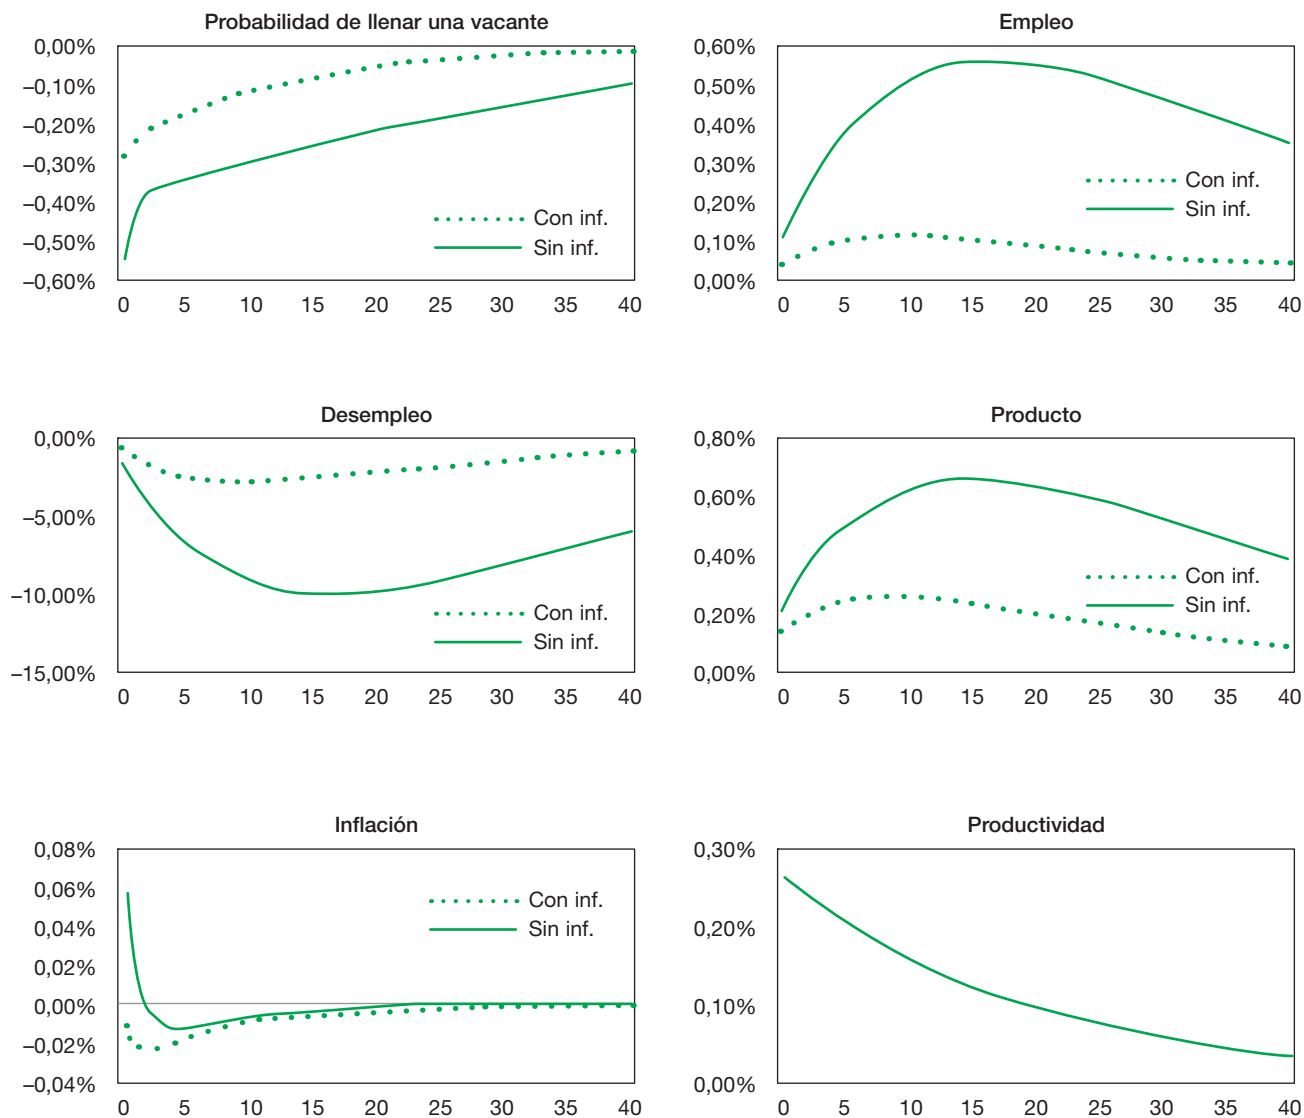 Probabilidad de llenar una vacante
0,00%
–0,10%
–0,20%
–0,30%
–0,40%
–0,50%
–0,60%
Con inf.
Sin inf.
0 5 10 15 20 25 30 35 40
Empleo
0,60%
0,50%
0,40%
0,30%
0,20%
0,10%
0,00%
Con inf.
Sin inf.
0 5 10 15 20 25 30 35 40
Desempleo
0,00%
–5,00%
–10,00%
–15,00%
Con inf.
Sin inf.
0 5 10 15 20 25 30 35 40
Producto
0,80%
0,60%
0,40%
0,20%
0,00%
Con inf.
Sin inf.
0 5 10 15 20 25 30 35 40
Inflación
0,08%
0,06%
0,04%
0,02%
0,00%
–0,02%
–0,04%
Con inf.
Sin inf.
0 5 10 15 20 25 30 35 40
Productividad
0,30%
0,20%
0,10%
0,00%
0 5 10 15 20 25 30 35 40